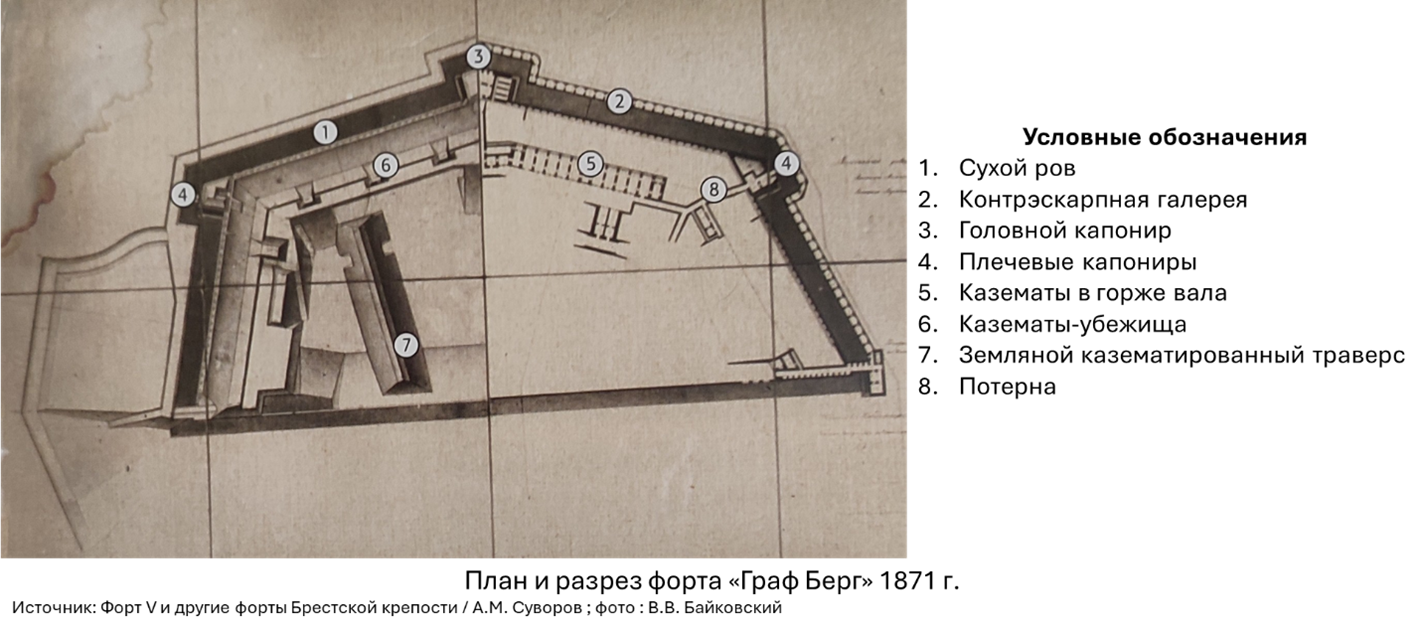 3
2
1
5
6
4
4
8
7
Условные обозначения
1. Сухой ров
2. Контрэскарпная галерея
3. Головной капонир
4. Плечевые капониры
5. Казематы в горже вала
6. Казематы-убежища
7. Земляной казематированный траверс
8. Потерна
План и разрез форта «Граф Берг» 1871 г.
Источник: Форт V и другие форты Брестской крепости / А.М. Суворов ; фото : В.В. Байковский